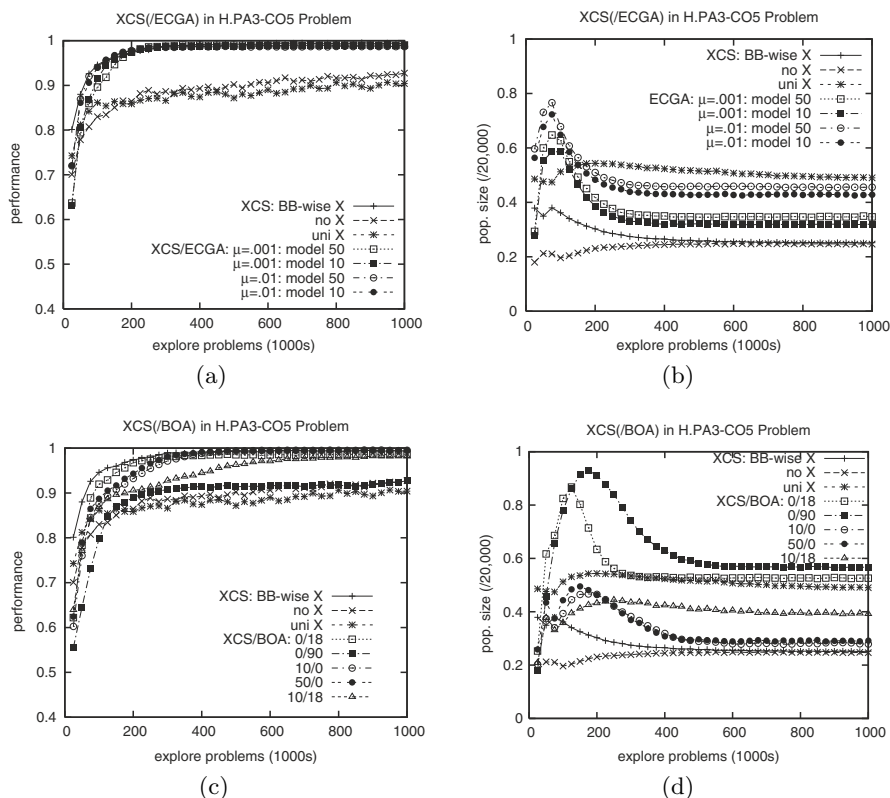 XCS(/ECGA) in H.PA3-CO5 Problem
1
0.9
0.8
0.7
0.6
0.5
0.4
performance
XCS: BB-wise X
no X
uni X
XCS/ECGA: μ=.001: model 50
μ=.001: model 10
μ=.01: model 50
μ=.01: model 10
0 200 400 600 800 1000
explore problems (1000s)
(a)
XCS(/ECGA) in H.PA3-CO5 Problem
1
0.8
0.6
0.4
0.2
0
pop. size (/20,000)
XCS: BB-wise X
no X
uni X
ECGA: μ=.001: model 50
μ=.001: model 10
μ=.01: model 50
μ=.01: model 10
0 200 400 600 800 1000
explore problems (1000s)
(b)
XCS(/BOA) in H.PA3-CO5 Problem
1
0.9
0.8
0.7
0.6
0.5
0.4
performance
XCS: BB-wise X
no X
uni X
XCS/BOA: 0/18
0/90
10/0
50/0
10/18
0 200 400 600 800 1000
explore problems (1000s)
(c)
XCS(/BOA) in H.PA3-CO5 Problem
1
0.8
0.6
0.4
0.2
0
pop. size (/20,000)
XCS: BB-wise X
no X
uni X
XCS/BOA: 0/18
0/90
10/0
50/0
10/18
0 200 400 600 800 1000
explore problems (1000s)
(d)